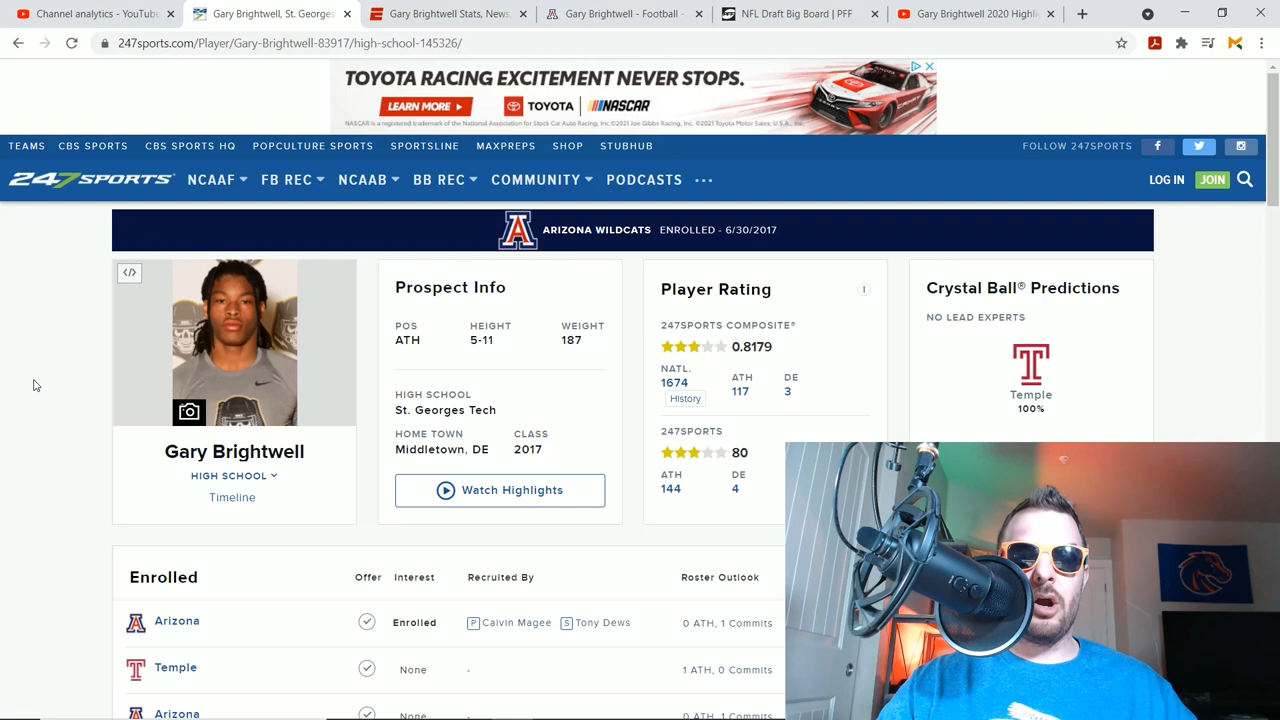 Channel analytics - YouTube
Gary Brightwell, St. Georges
Gary Brightwell Stats, News,
Gary Brightwell - Football -
NFL Draft Big Board | PFF
Gary Brightwell 2020 Highli
247sports.com/Player/Gary-Brightwell-83917/high-school-145326/
TOYOTA RACING EXCITEMENT NEVER STOPS.
LEARN MORE
TOYOTA
NASCAR
TEAMS CBS SPORTS CBS SPORTS HQ POPCULTURE SPORTS SPORTSLINE MAXPREPS SHOP STUBHUB
FOLLOW 247SPORTS
247SPORTS
NCAAF FB REC NCAAB BB REC COMMUNITY PODCASTS
LOG IN JOIN
ARIZONA WILDCATS ENROLLED - 6/30/2017
Gary Brightwell
HIGH SCHOOL
Timeline
Prospect Info
POS HEIGHT WEIGHT
ATH 5-11 187
HIGH SCHOOL
St. Georges Tech
HOME TOWN CLASS
Middletown, DE 2017
Watch Highlights
Player Rating
247SPORTS COMPOSITE®
0.8179
NATL. ATH DE
1674 117 3
History
247SPORTS
80
ATH DE
144 4
Crystal Ball® Predictions
NO LEAD EXPERTS
Temple
100%
Enrolled Offer Interest Recruited By Roster Outlook
Arizona Enrolled P Calvin Magee S Tony Dews 0 ATH, 1 Commits
Temple None - 1 ATH, 0 Commits
Arizona None - 0 ATH, 1 Commits